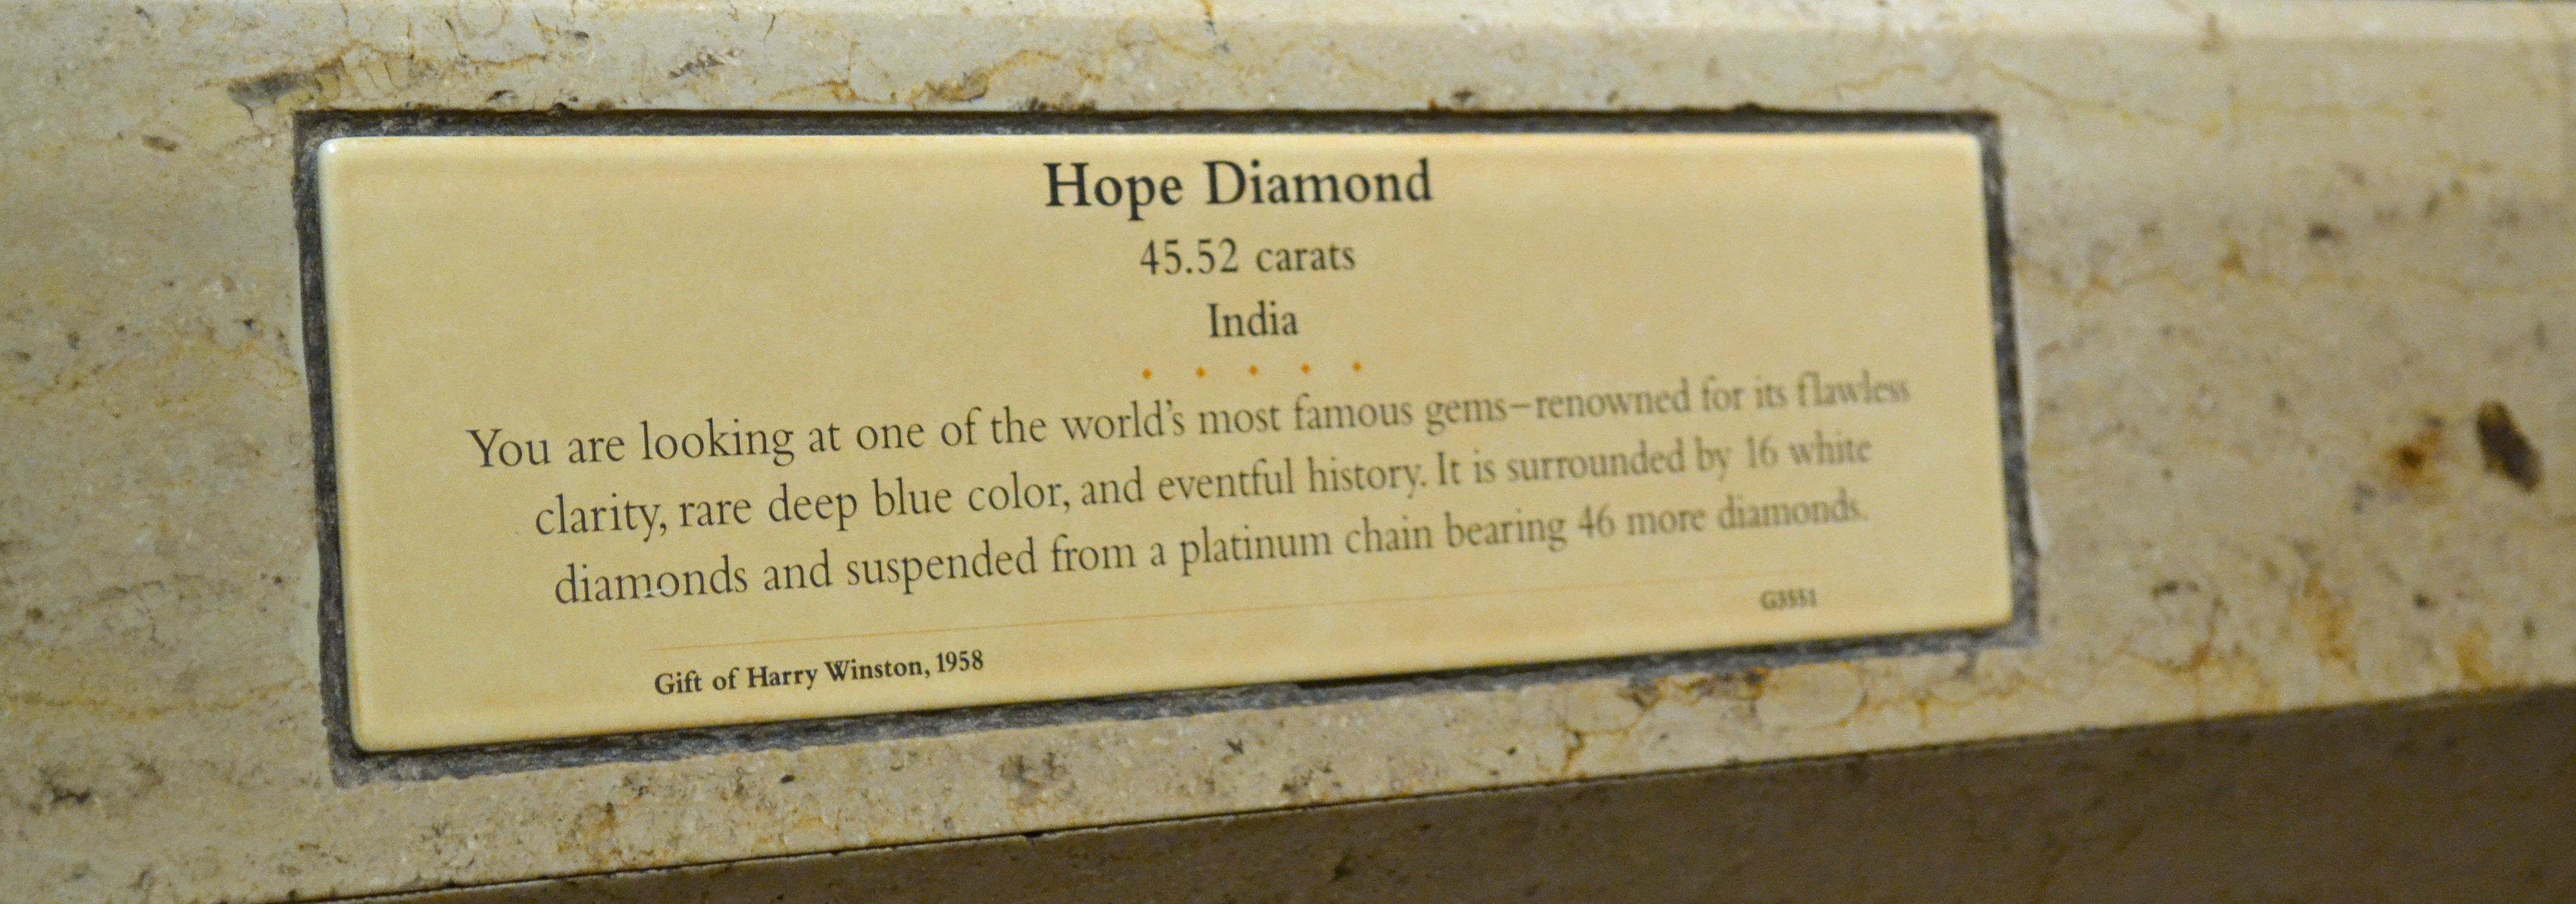 Hope Diamond
45.52 carats
India
You are looking at one of the world's most famous gems–renowned for its flawless
clarity, rare deep blue color, and eventful history. It is surrounded by 16 white
diamonds and suspended from a platinum chain bearing 46 more diamonds.
G3551
Gift of Harry Winston, 1958